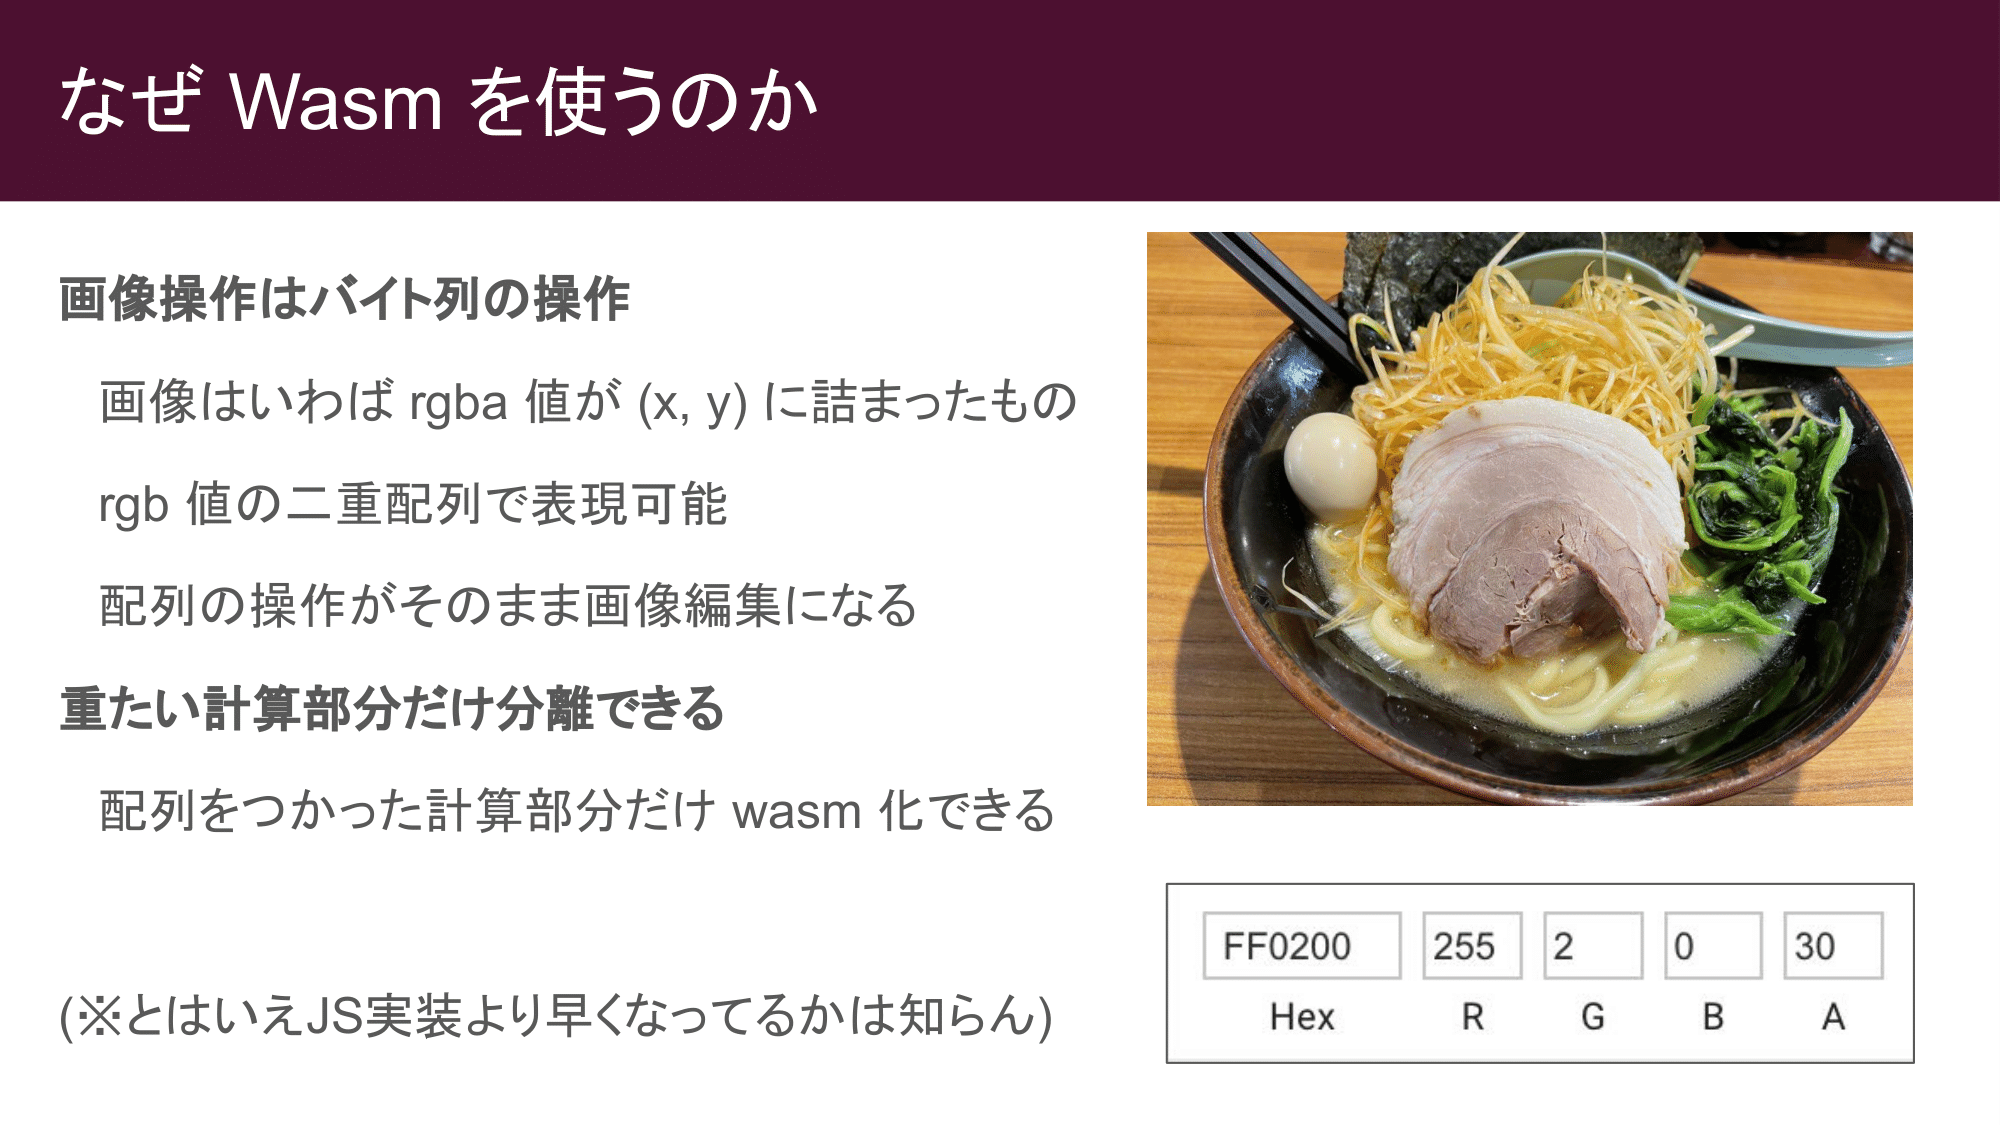 なぜ Wasm を使うのか
画像操作はバイト列の操作
画像はいわば rgba 値が (x, y) に詰まったもの
rgb 値の二重配列で表現可能
配列の操作がそのまま画像編集になる
重たい計算部分だけ分離できる
配列をつかった計算部分だけ wasm 化できる
(※とはいえJS実装より早くなってるかは知らん)
FF0200 255 2 0 30
Hex R G B A